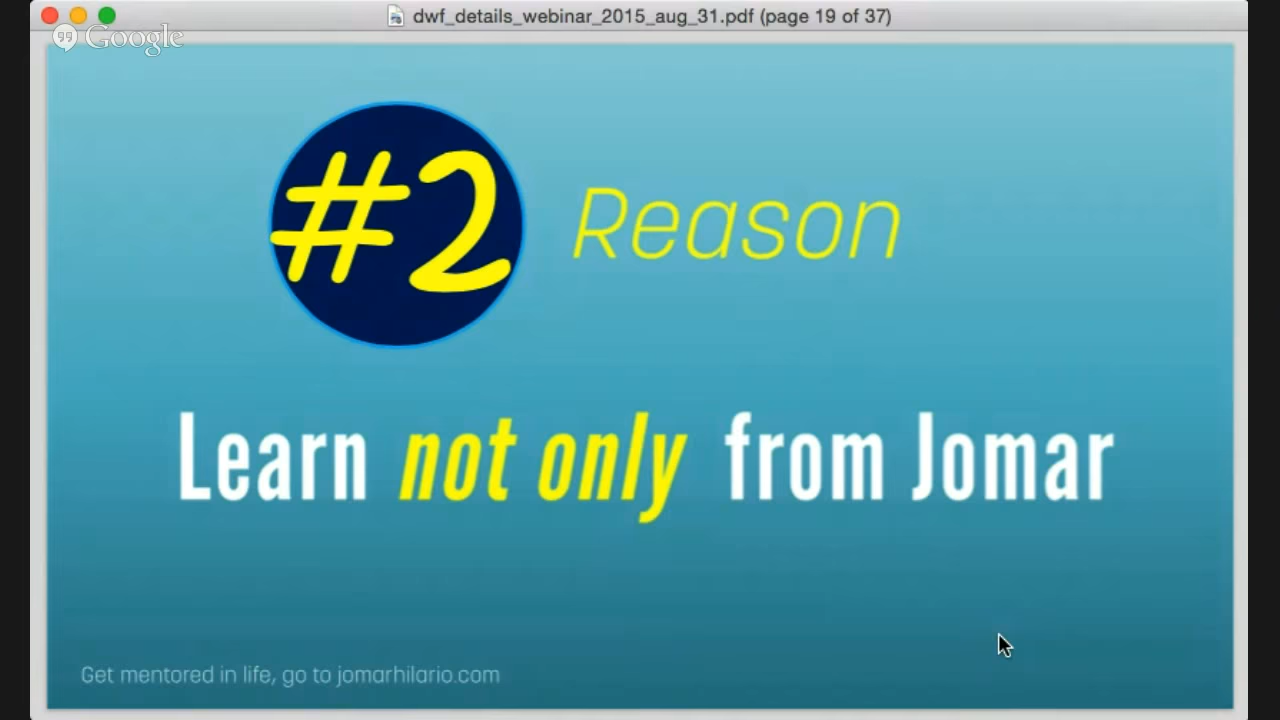 dwf_details_webinar_2015_aug_31.pdf (page 19 of 37)
Google
#2 Reason
Learn not only from Jomar
Get mentored in life, go to jomarhilario.com